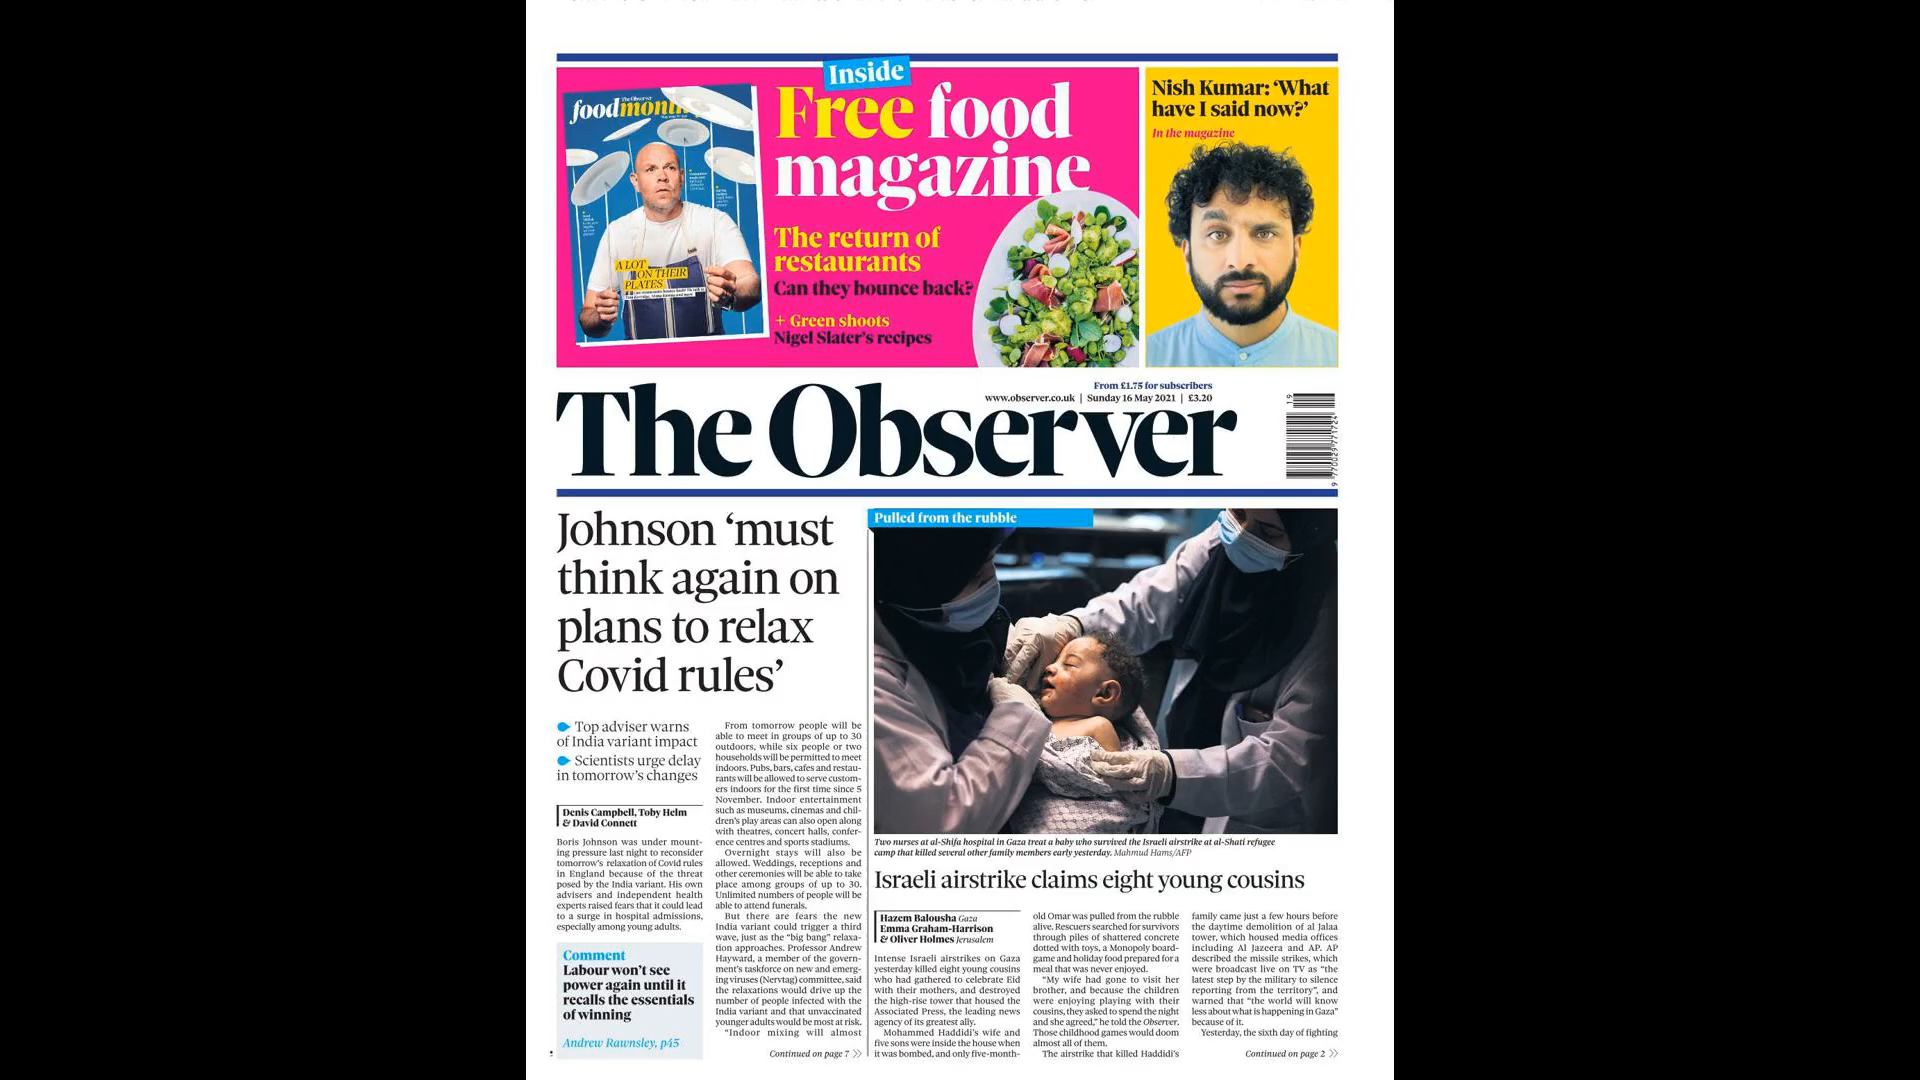 Inside
The Observer
foodmon
A LOT
ON THEIR
PLATES
Free food
magazine
The return of
restaurants
Can they bounce back?
+ Green shoots
Nigel Slater's recipes
Nish Kumar: ‘What
have I said now?’
In the magazine
From £1.75 for subscribers
www.observer.co.uk | Sunday 16 May 2021 | £3.20
The Observer
19
9 770029 771724
Johnson ‘must
think again on
plans to relax
Covid rules’
Top adviser warns
of India variant impact
Scientists urge delay
in tomorrow’s changes
Denis Campbell, Toby Helm
& David Connett
Boris Johnson was under mount-
ing pressure last night to reconsider
tomorrow’s relaxation of Covid rules
in England because of the threat
posed by the India variant. His own
advisers and independent health
experts raised fears that it could lead
to a surge in hospital admissions,
especially among young adults.
Comment
Labour won’t see
power again until it
recalls the essentials
of winning
Andrew Rawnsley, p45
From tomorrow people will be
able to meet in groups of up to 30
outdoors, while six people or two
households will be permitted to meet
indoors. Pubs, bars, cafes and restau-
rants will be allowed to serve custom-
ers indoors for the first time since 5
November. Indoor entertainment
such as museums, cinemas and chil-
dren’s play areas can also open along
with theatres, concert halls, confer-
ence centres and sports stadiums.
Overnight stays will also be
allowed. Weddings, receptions and
other ceremonies will be able to take
place among groups of up to 30.
Unlimited numbers of people will be
able to attend funerals.
But there are fears the new
India variant could trigger a third
wave, just as the “big bang” relaxa-
tion approaches. Professor Andrew
Hayward, a member of the govern-
ment’s taskforce on new and emerg-
ing viruses (Nervtag) committee, said
the relaxations would drive up the
number of people infected with the
India variant and that unvaccinated
younger adults would be most at risk.
“Indoor mixing will almost
Continued on page 7
Pulled from the rubble
Two nurses at al-Shifa hospital in Gaza treat a baby who survived the Israeli airstrike at al-Shati refugee
camp that killed several other family members early yesterday. Mahmud Hams/AFP
Israeli airstrike claims eight young cousins
Hazem Balousha Gaza
Emma Graham-Harrison
& Oliver Holmes Jerusalem
Intense Israeli airstrikes on Gaza
yesterday killed eight young cousins
who had gathered to celebrate Eid
with their mothers, and destroyed
the high-rise tower that housed the
Associated Press, the leading news
agency of its greatest ally.
Mohammed Haddidi’s wife and
five sons were inside the house when
it was bombed, and only five-month-
old Omar was pulled from the rubble
alive. Rescuers searched for survivors
through piles of shattered concrete
dotted with toys, a Monopoly board-
game and holiday food prepared for a
meal that was never enjoyed.
“My wife had gone to visit her
brother, and because the children
were enjoying playing with their
cousins, they asked to spend the night
and she agreed,” he told the Observer.
Those childhood games would doom
almost all of them.
The airstrike that killed Haddidi’s
family came just a few hours before
the daytime demolition of al Jalaa
tower, which housed media offices
including Al Jazeera and AP. AP
described the missile strikes, which
were broadcast live on TV as “the
latest step by the military to silence
reporting from the territory”, and
warned that “the world will know
less about what is happening in Gaza”
because of it.
Yesterday, the sixth day of fighting
Continued on page 2